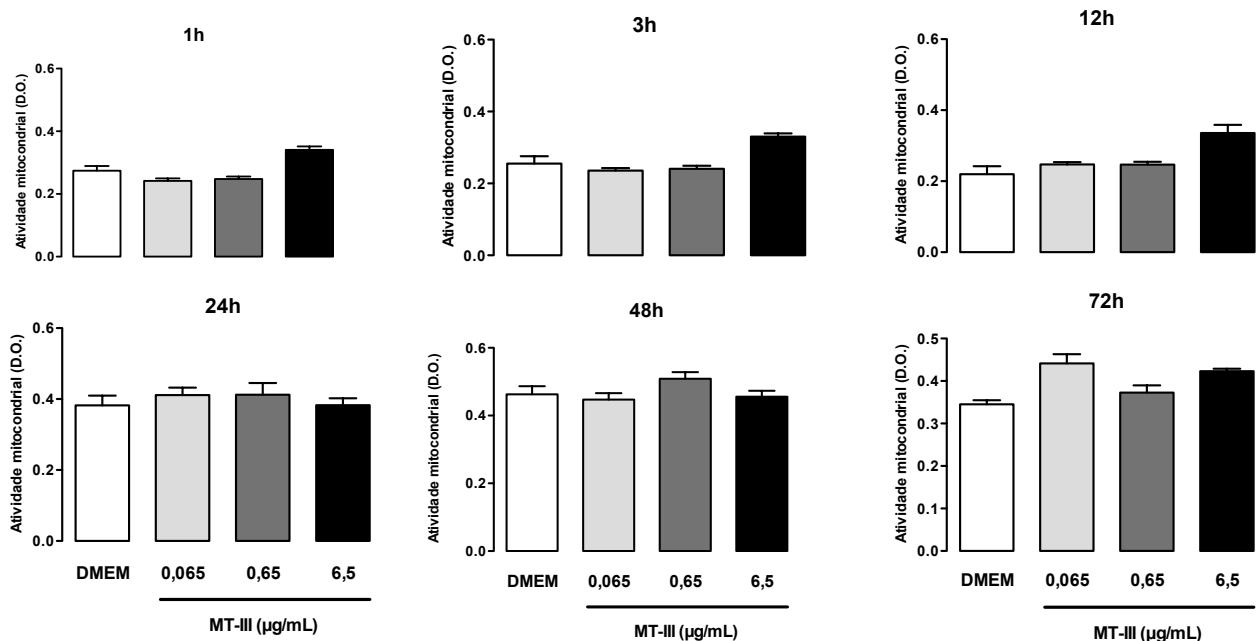 1h
Atividade mitocondrial (D.O.)
0.6
0.4
0.2
0.0
3h
Atividade mitocondrial (D.O.)
0.6
0.4
0.2
0.0
12h
Atividade mitocondrial (D.O.)
0.6
0.4
0.2
0.0
24h
Atividade mitocondrial (D.O.)
0.6
0.4
0.2
0.0
DMEM 0,065 0,65 6,5
MT-III (µg/mL)
48h
Atividade mitocondrial (D.O.)
0.6
0.4
0.2
0.0
DMEM 0,065 0,65 6,5
MT-III (µg/mL)
72h
Atividade mitocondrial (D.O.)
0.5
0.4
0.3
0.2
0.1
0.0
DMEM 0,065 0,65 6,5
MT-III (µg/mL)